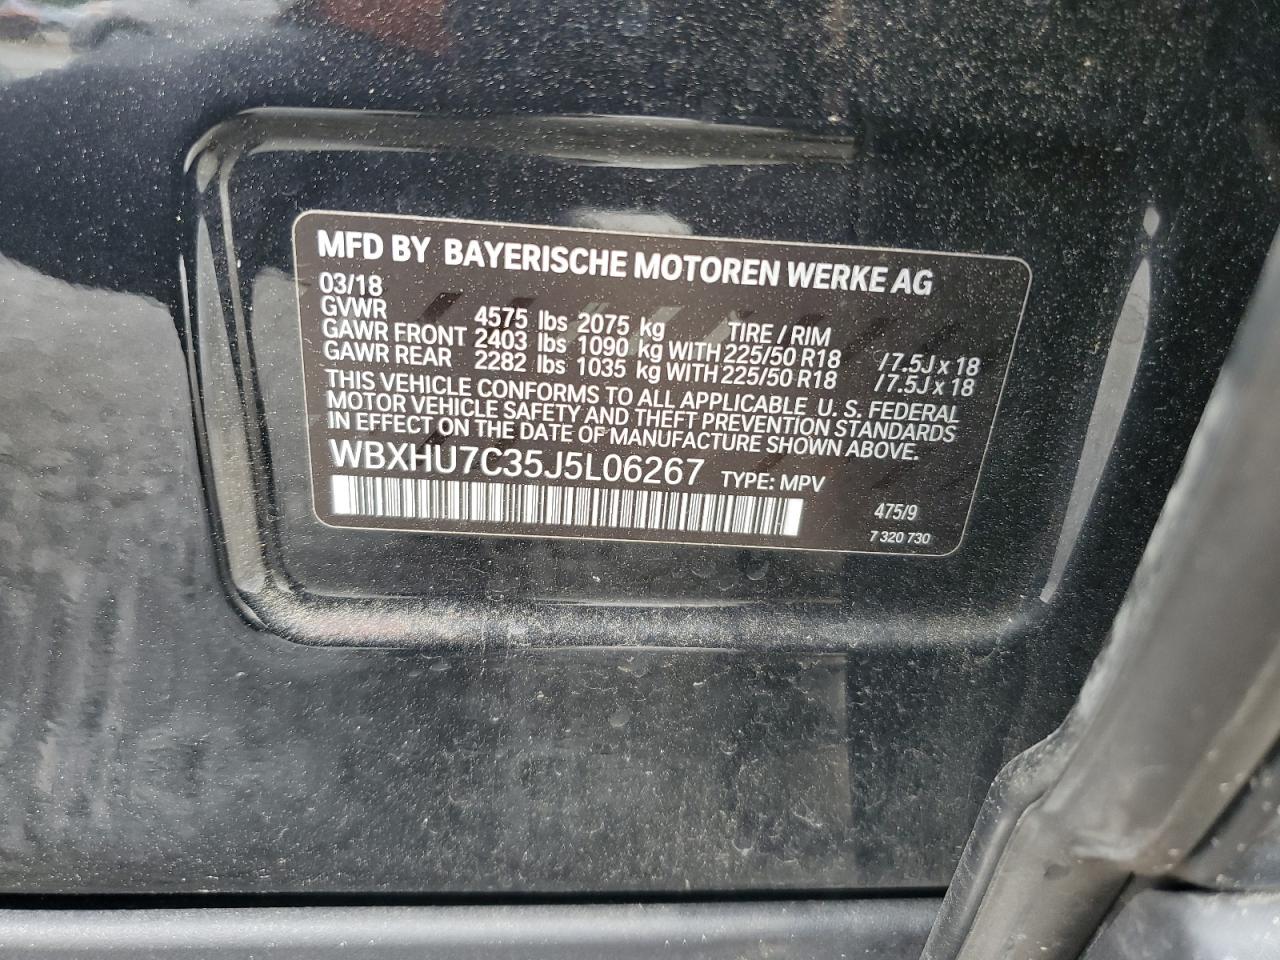 MFD BY BAYERISCHE MOTOREN WERKE AG
03/18
GVWR 4575 lbs 2075 kg TIRE / RIM
GAWR FRONT 2403 lbs 1090 kg WITH 225/50 R18 /7.5J x 18
GAWR REAR 2282 lbs 1035 kg WITH 225/50 R18 /7.5J x 18
THIS VEHICLE CONFORMS TO ALL APPLICABLE U. S. FEDERAL
MOTOR VEHICLE SAFETY AND THEFT PREVENTION STANDARDS
IN EFFECT ON THE DATE OF MANUFACTURE SHOWN ABOVE.
WBXHU7C35J5L06267 TYPE: MPV
475/9
7 320 730